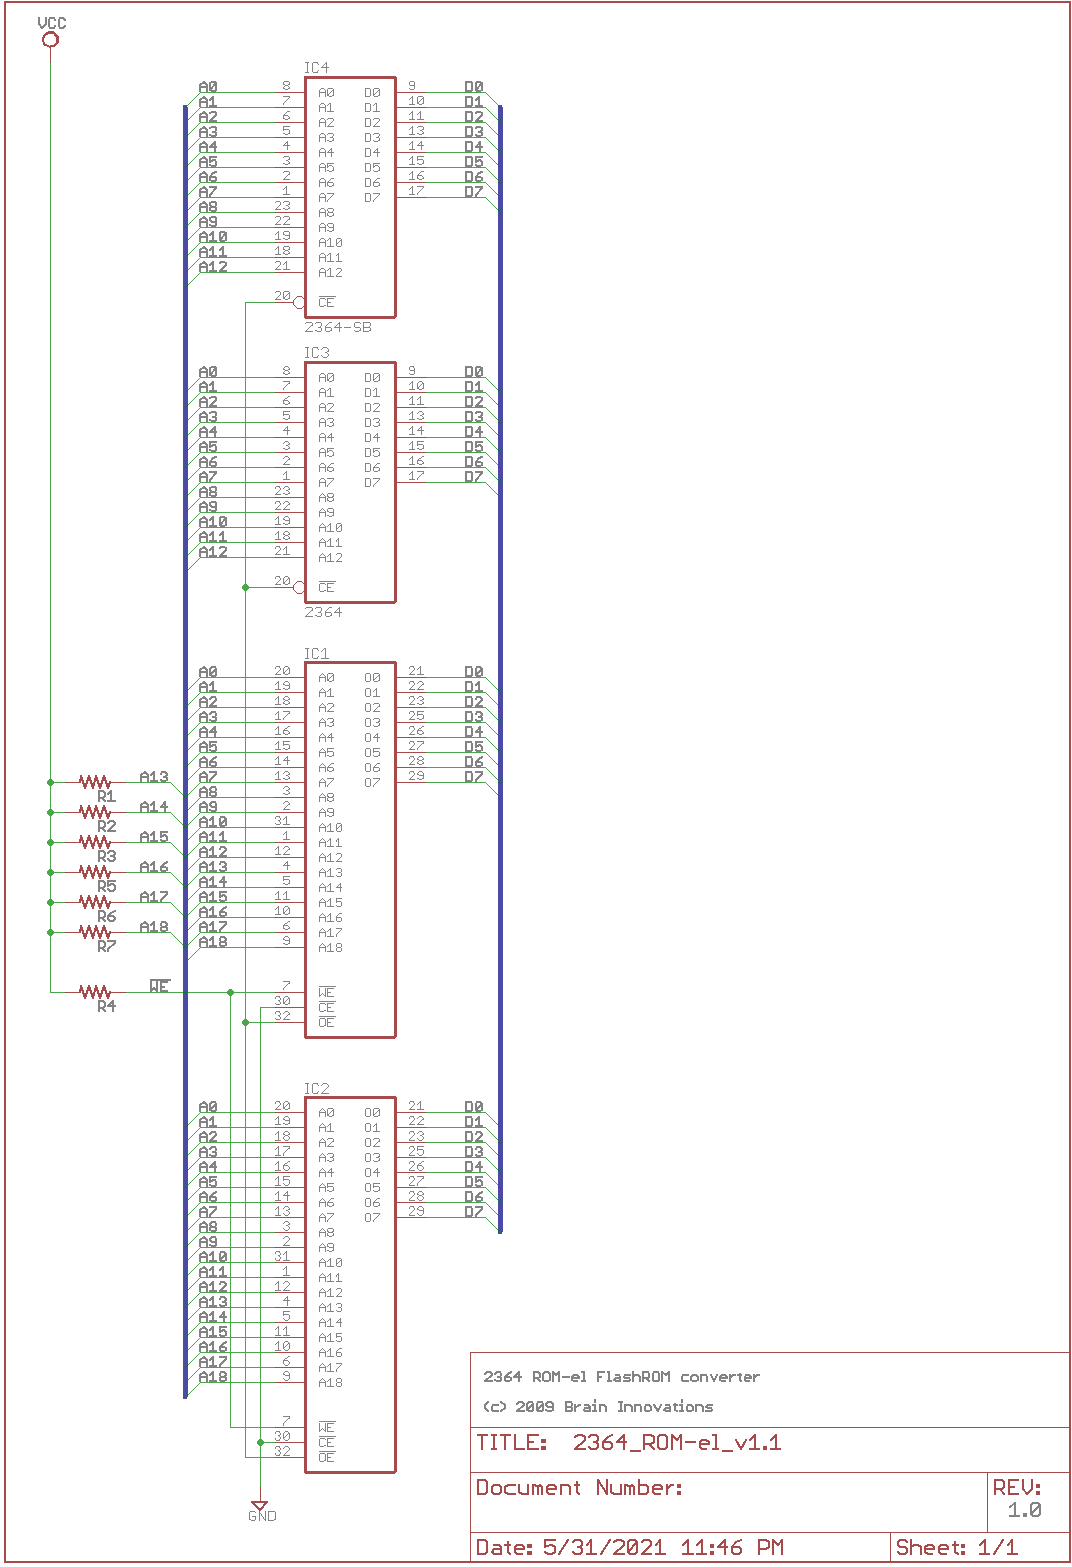 VCC
IC4
A0 8 A0 D0 9 D0
A1 7 A1 D1 10 D1
A2 6 A2 D2 11 D2
A3 5 A3 D3 13 D3
A4 4 A4 D4 14 D4
A5 3 A5 D5 15 D5
A6 2 A6 D6 16 D6
A7 1 A7 D7 17 D7
A8 23 A8
A9 22 A9
A10 19 A10
A11 18 A11
A12 21 A12
20 CE
2364-SB
IC3
A0 8 A0 D0 9 D0
A1 7 A1 D1 10 D1
A2 6 A2 D2 11 D2
A3 5 A3 D3 13 D3
A4 4 A4 D4 14 D4
A5 3 A5 D5 15 D5
A6 2 A6 D6 16 D6
A7 1 A7 D7 17 D7
A8 23 A8
A9 22 A9
A10 19 A10
A11 18 A11
A12 21 A12
20 CE
2364
IC1
A0 20 A0 O0 21 D0
A1 19 A1 O1 22 D1
A2 18 A2 O2 23 D2
A3 17 A3 O3 25 D3
A4 16 A4 O4 26 D4
A5 15 A5 O5 27 D5
A6 14 A6 O6 28 D6
A13 A7 13 A7 O7 29 D7
R1 A8 3 A8
A14 A9 2 A9
R2 A10 31 A10
A15 A11 1 A11
R3 A12 12 A12
A16 A13 4 A13
R5 A14 5 A14
A17 A15 11 A15
R6 A16 10 A16
A18 A17 6 A17
R7 A18 9 A18
WE 7 WE
R4 30 CE
32 OE
IC2
A0 20 A0 O0 21 D0
A1 19 A1 O1 22 D1
A2 18 A2 O2 23 D2
A3 17 A3 O3 25 D3
A4 16 A4 O4 26 D4
A5 15 A5 O5 27 D5
A6 14 A6 O6 28 D6
A7 13 A7 O7 29 D7
A8 3 A8
A9 2 A9
A10 31 A10
A11 1 A11
A12 12 A12
A13 4 A13
A14 5 A14
A15 11 A15
A16 10 A16
A17 6 A17
A18 9 A18
7 WE
30 CE
32 OE
GND
2364 ROM-el FlashROM converter
(c) 2009 Brain Innovations
TITLE: 2364_ROM-el_v1.1
Document Number:
REV:
1.0
Date: 5/31/2021 11:46 PM
Sheet: 1/1